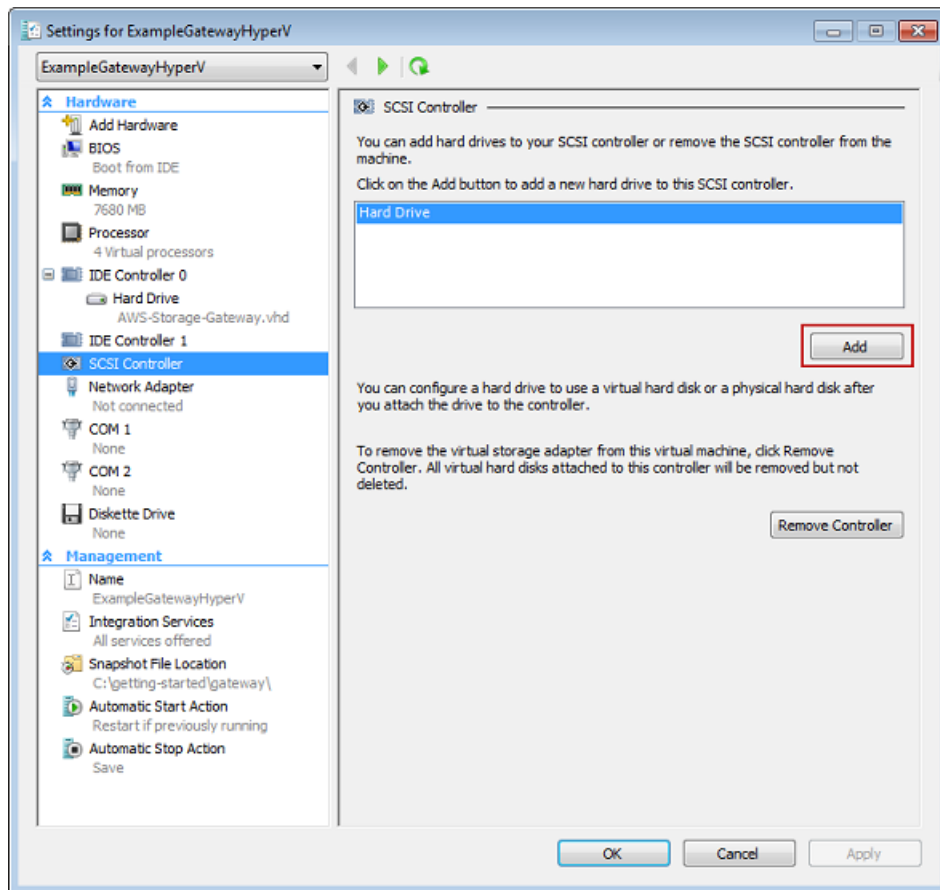 Settings for ExampleGatewayHyperV
ExampleGatewayHyperV
Hardware
Add Hardware
BIOS
Boot from IDE
Memory
7680 MB
Processor
4 Virtual processors
IDE Controller 0
Hard Drive
AWS-Storage-Gateway.vhd
IDE Controller 1
SCSI Controller
Network Adapter
Not connected
COM 1
None
COM 2
None
Diskette Drive
None
Management
Name
ExampleGatewayHyperV
Integration Services
All services offered
Snapshot File Location
C:\getting-started\gateway\
Automatic Start Action
Restart if previously running
Automatic Stop Action
Save
SCSI Controller
You can add hard drives to your SCSI controller or remove the SCSI controller from the
machine.
Click on the Add button to add a new hard drive to this SCSI controller.
Hard Drive
Add
You can configure a hard drive to use a virtual hard disk or a physical hard disk after
you attach the drive to the controller.
To remove the virtual storage adapter from this virtual machine, click Remove
Controller. All virtual hard disks attached to this controller will be removed but not
deleted.
Remove Controller
OK
Cancel
Apply